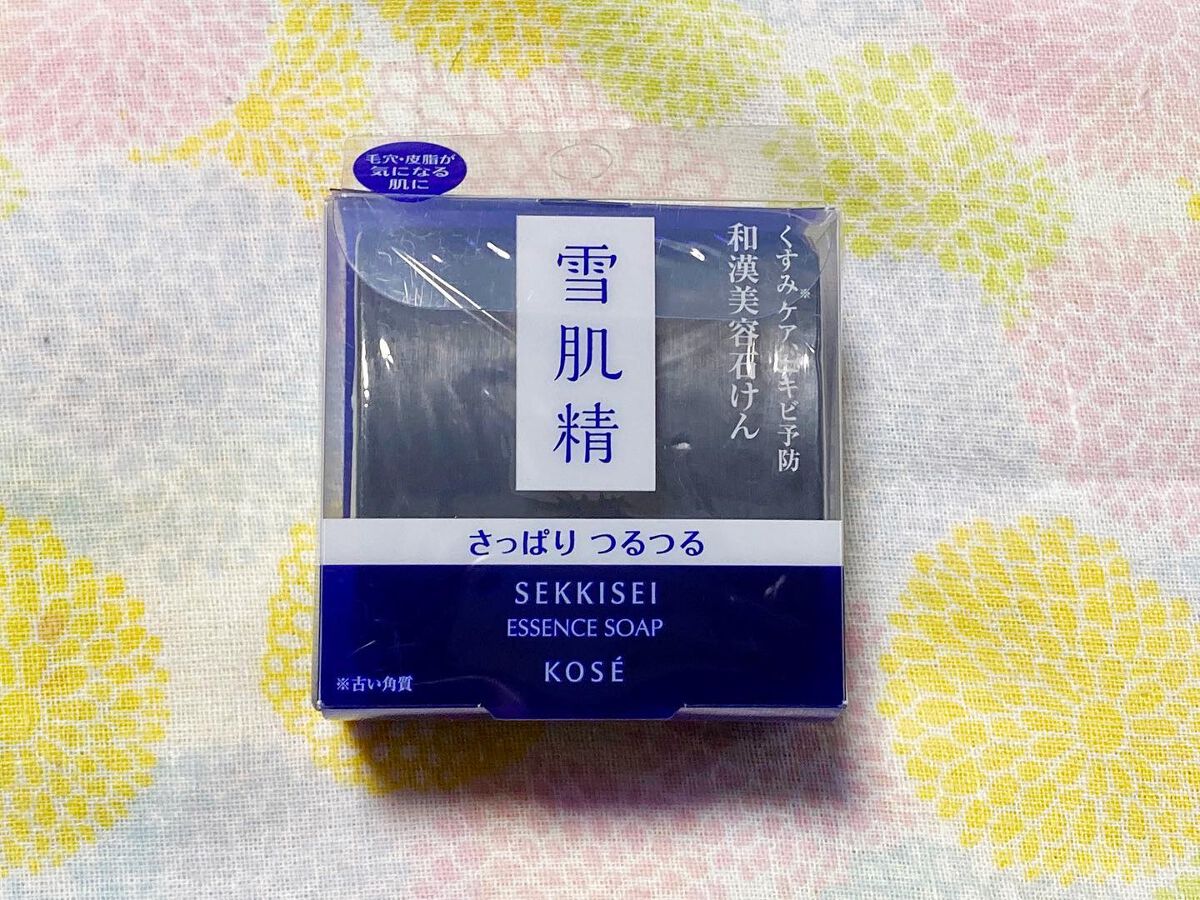 毛穴・皮脂が
気になる
肌に
雪肌精
くすみ※ケア、ニキビ予防
和漢美容石けん
さっぱり つるつる
SEKKISEI
ESSENCE SOAP
KOSÉ
※古い角質